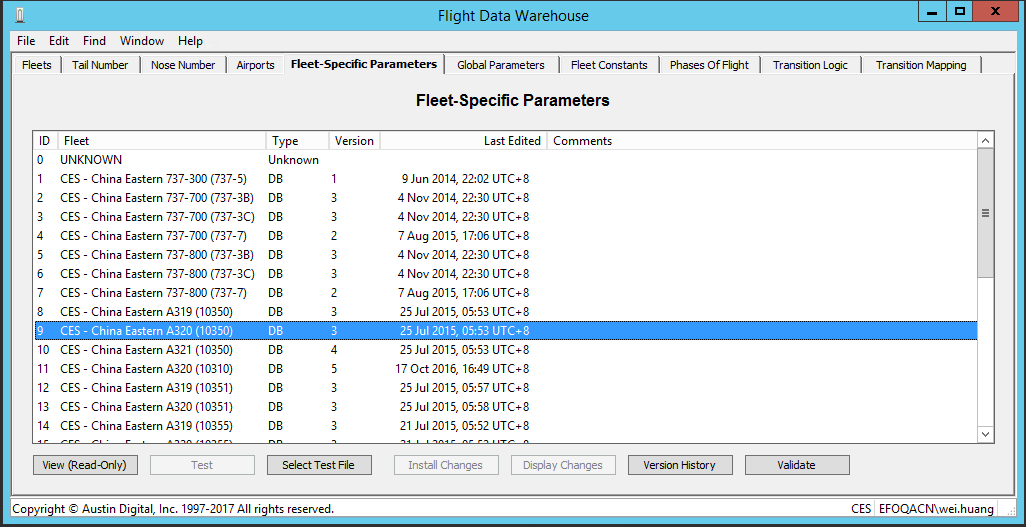 Flight Data Warehouse
File Edit Find Window Help
Fleets Tail Number Nose Number Airports Fleet-Specific Parameters Global Parameters Fleet Constants Phases Of Flight Transition Logic Transition Mapping
Fleet-Specific Parameters
ID Fleet Type Version Last Edited Comments
0 UNKNOWN Unknown
1 CES - China Eastern 737-300 (737-5) DB 1 9 Jun 2014, 22:02 UTC+8
2 CES - China Eastern 737-700 (737-3B) DB 3 4 Nov 2014, 22:30 UTC+8
3 CES - China Eastern 737-700 (737-3C) DB 3 4 Nov 2014, 22:30 UTC+8
4 CES - China Eastern 737-700 (737-7) DB 2 7 Aug 2015, 17:06 UTC+8
5 CES - China Eastern 737-800 (737-3B) DB 3 4 Nov 2014, 22:30 UTC+8
6 CES - China Eastern 737-800 (737-3C) DB 3 4 Nov 2014, 22:30 UTC+8
7 CES - China Eastern 737-800 (737-7) DB 2 7 Aug 2015, 17:06 UTC+8
8 CES - China Eastern A319 (10350) DB 3 25 Jul 2015, 05:53 UTC+8
9 CES - China Eastern A320 (10350) DB 3 25 Jul 2015, 05:53 UTC+8
10 CES - China Eastern A321 (10350) DB 4 25 Jul 2015, 05:53 UTC+8
11 CES - China Eastern A320 (10310) DB 5 17 Oct 2016, 16:49 UTC+8
12 CES - China Eastern A319 (10351) DB 3 25 Jul 2015, 05:57 UTC+8
13 CES - China Eastern A320 (10351) DB 3 25 Jul 2015, 05:58 UTC+8
14 CES - China Eastern A319 (10355) DB 3 21 Jul 2015, 05:52 UTC+8
15 CES - China Eastern A320 (10355) DB 3 21 Jul 2015, 05:52 UTC+8
View (Read-Only) Test Select Test File Install Changes Display Changes Version History Validate
Copyright © Austin Digital, Inc. 1997-2017 All rights reserved. CES EFOQACN\wei.huang